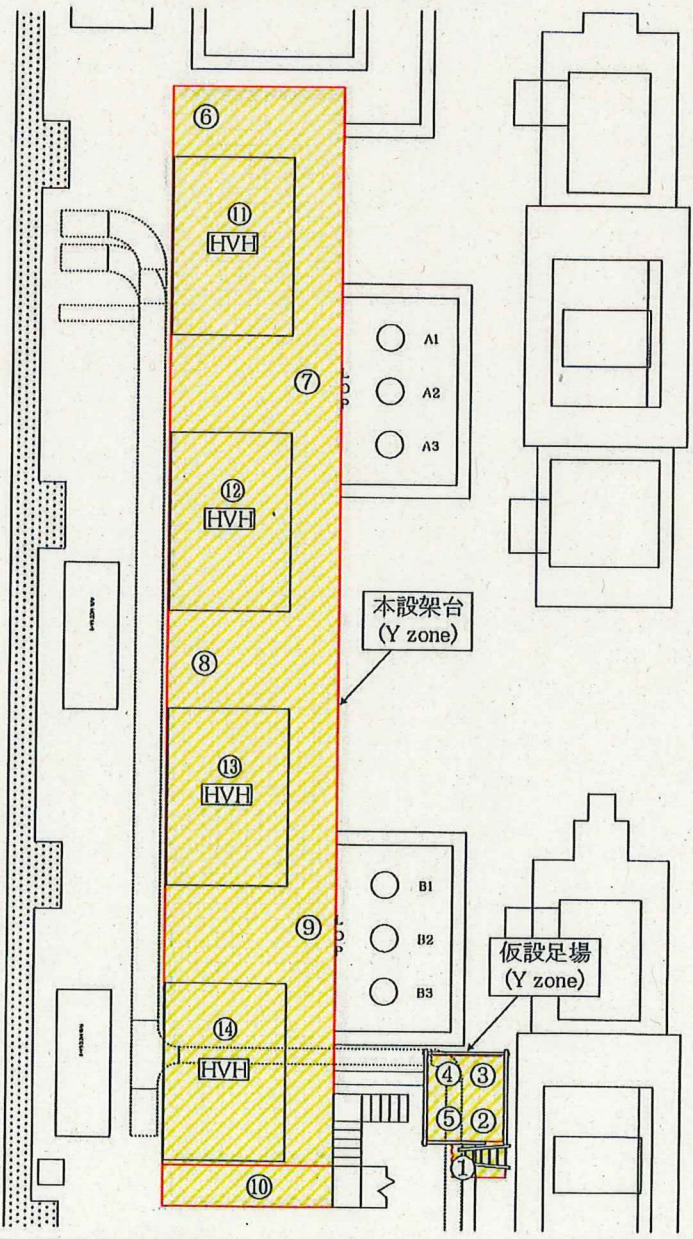 ⑥
⑪
HVH
A1
⑦
L
O
P
A2
A3
⑫
HVH
本設架台
(Y zone)
⑧
⑬
HVH
B1
⑨
L
O
P
B2
仮設足場
(Y zone)
B3
⑭
HVH
④ ③
⑤ ②
①
⑩